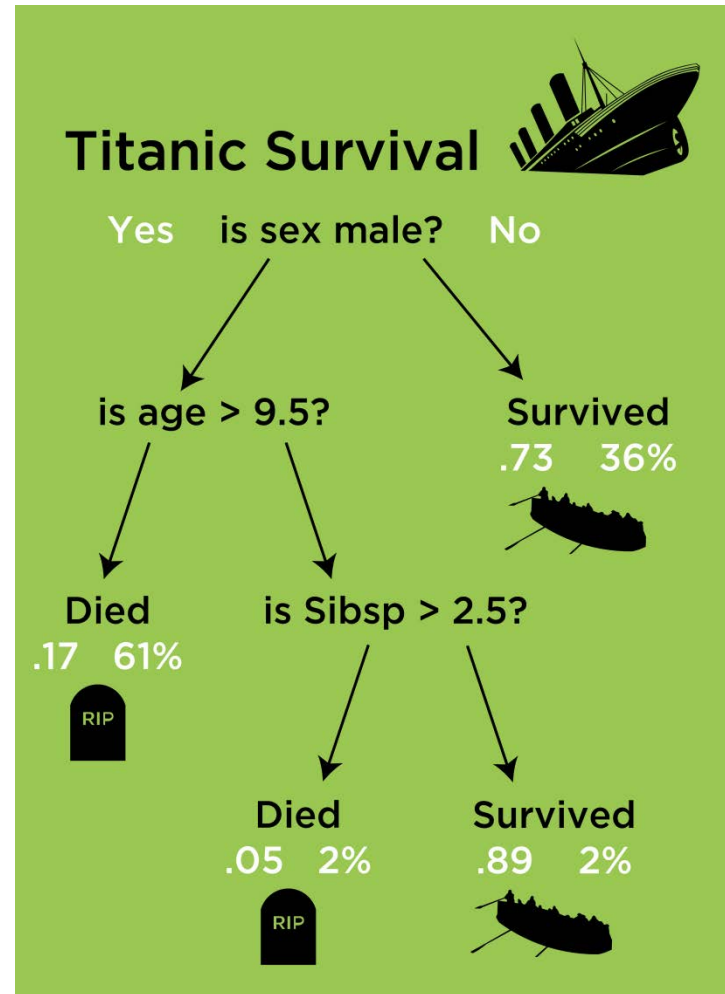 Titanic Survival
Yes is sex male? No
is age > 9.5?
Survived
.73 36%
Died
.17 61%
RIP
is Sibsp > 2.5?
Died
.05 2%
RIP
Survived
.89 2%